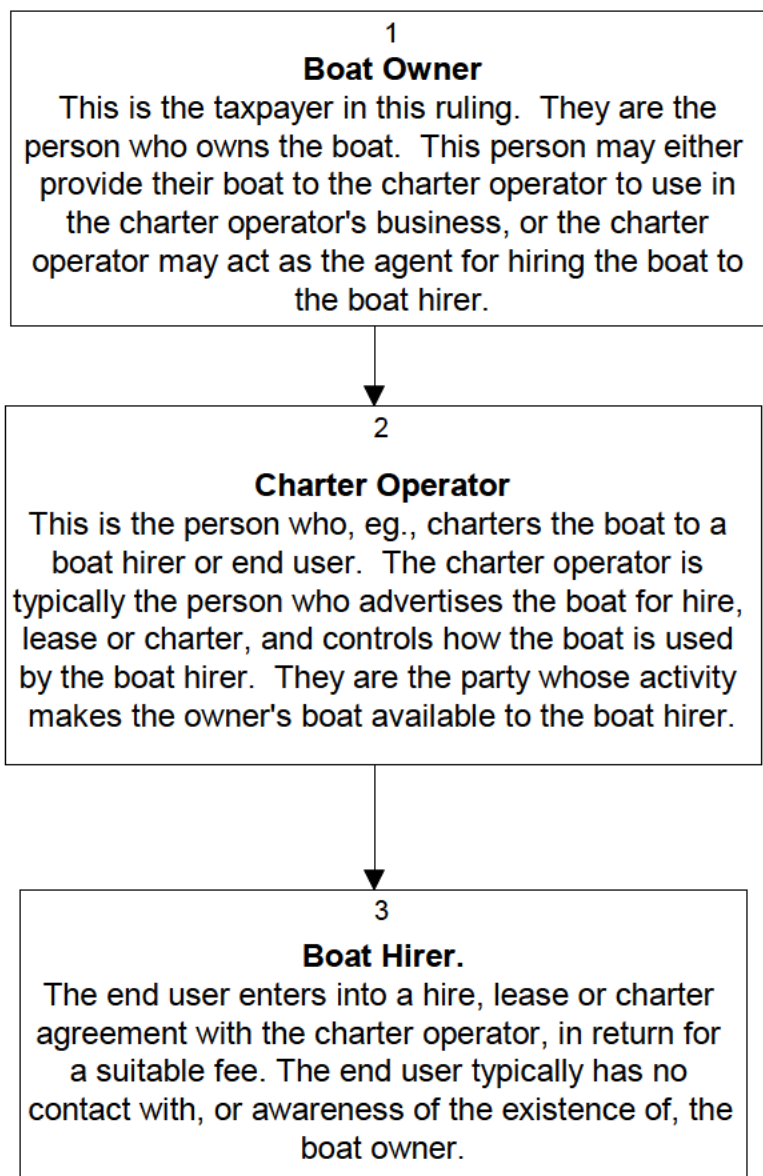 1
Boat Owner
This is the taxpayer in this ruling.  They are the
person who owns the boat.  This person may either
provide their boat to the charter operator to use in
the charter operator's business, or the charter
operator may act as the agent for hiring the boat to
the boat hirer.
2
Charter Operator
This is the person who, eg., charters the boat to a
boat hirer or end user.  The charter operator is
typically the person who advertises the boat for hire,
lease or charter, and controls how the boat is used
by the boat hirer.  They are the party whose activity
makes the owner's boat available to the boat hirer.
3
Boat Hirer.
The end user enters into a hire, lease or charter
agreement with the charter operator, in return for
a suitable fee. The end user typically has no
contact with, or awareness of the existence of, the
boat owner.